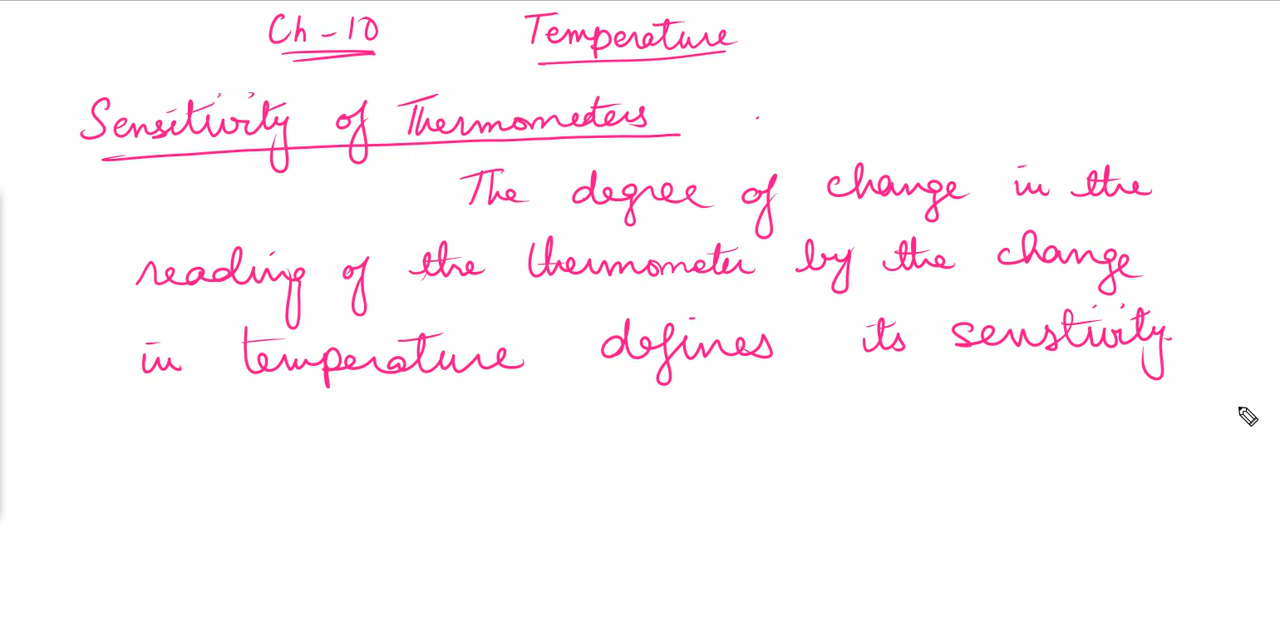 Ch - 10 Temperature
Sensitivity of Thermometers
The degree of change in the
reading of the thermometer by the change
in temperature defines its senstivity.